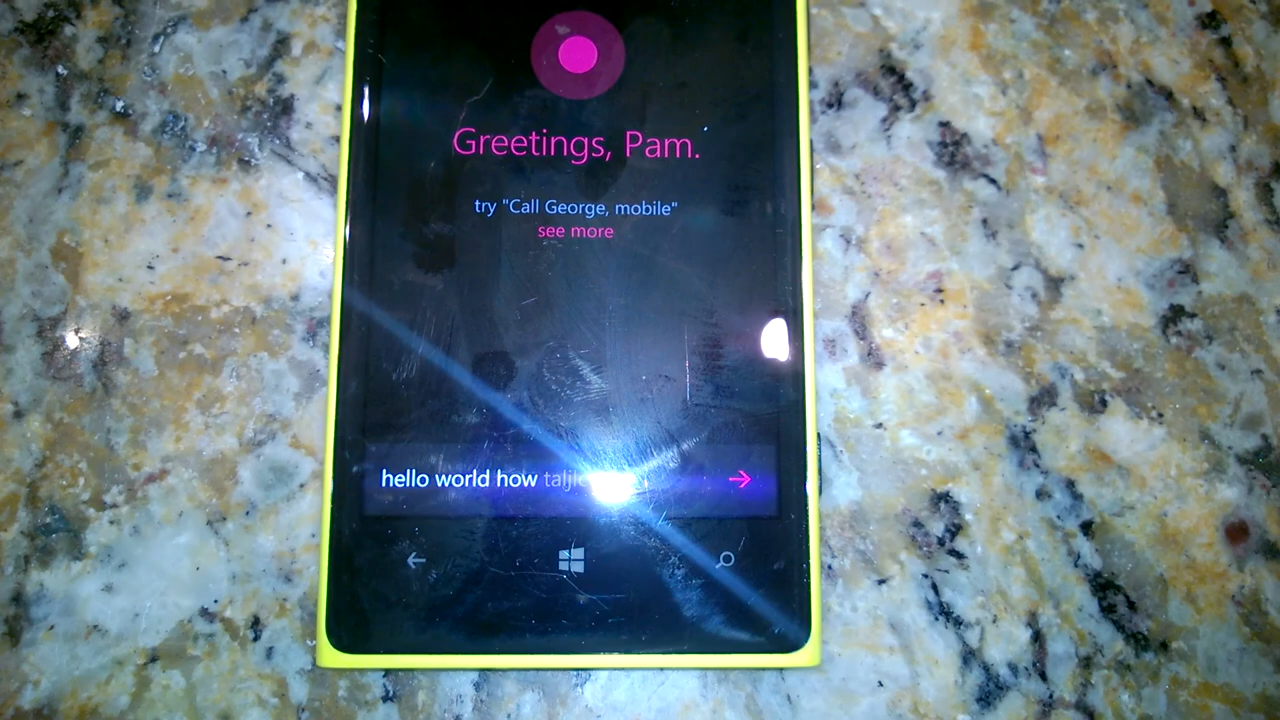 Greetings, Pam.
try "Call George, mobile"
see more
hello world how